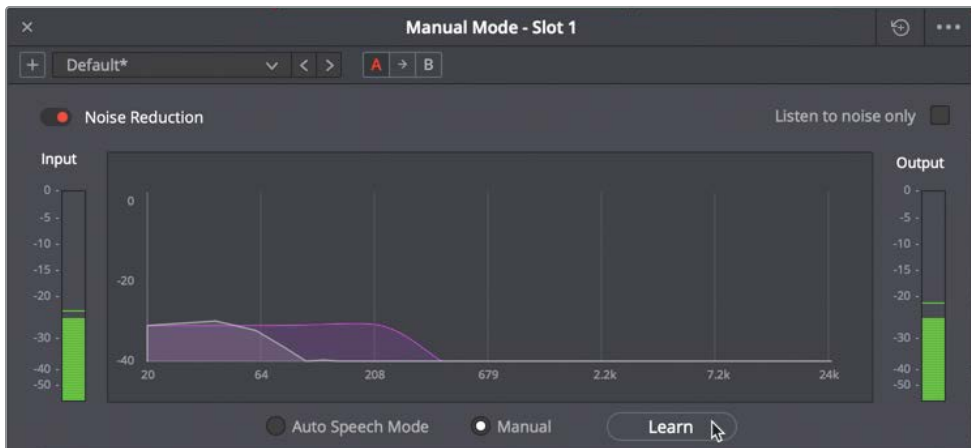 Manual Mode - Slot 1
Default*
A
B
Noise Reduction
Listen to noise only
Input
Output
0
-5
-10
-15
-20
-30
-40
-50
0
-20
-40
20
64
208
679
2.2k
7.2k
24k
0
-5
-10
-15
-20
-30
-40
-50
Auto Speech Mode
Manual
Learn